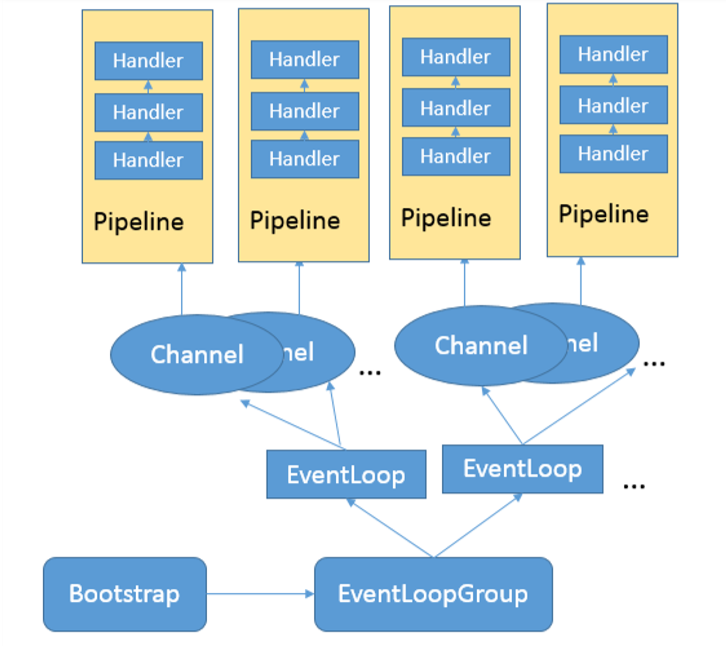 Handler
Handler
Handler
Pipeline
Handler
Handler
Handler
Pipeline
Handler
Handler
Handler
Pipeline
Handler
Handler
Handler
Pipeline
Channel
nel
...
Channel
nel
...
EventLoop
EventLoop
...
Bootstrap
EventLoopGroup